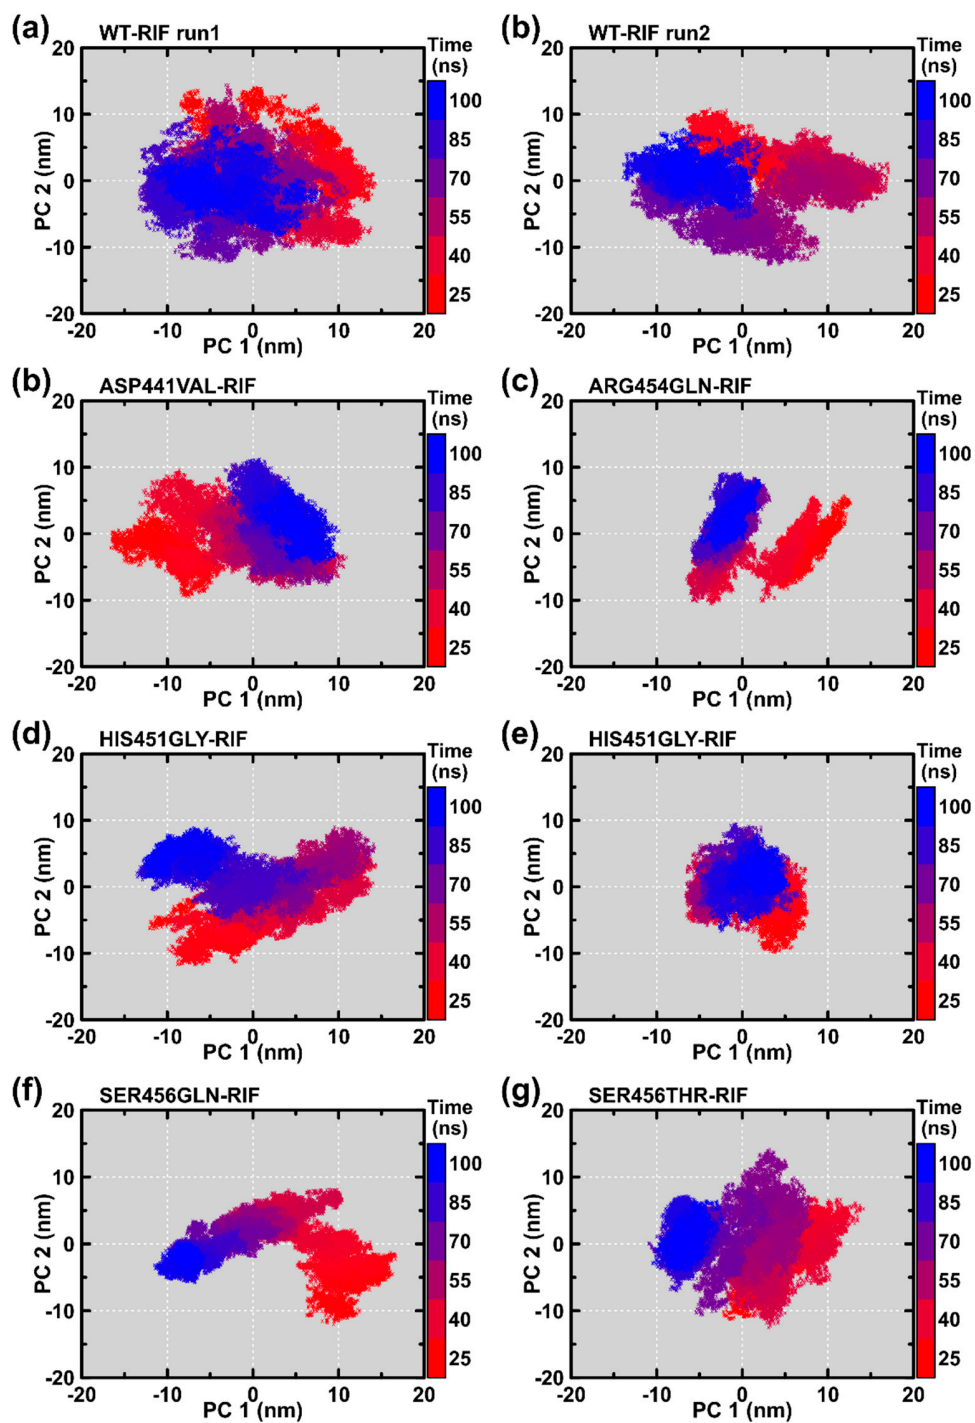 (a) WT-RIF run1 Time (ns)
20
10
0
-10
-20
PC 2 (nm)
100
85
70
55
40
25
-20 -10 0 10 20
PC 1 (nm)
(b) WT-RIF run2 Time (ns)
20
10
0
-10
-20
PC 2 (nm)
100
85
70
55
40
25
-20 -10 0 10 20
PC 1 (nm)
(b) ASP441VAL-RIF Time (ns)
20
10
0
-10
-20
PC 2 (nm)
100
85
70
55
40
25
-20 -10 0 10 20
PC 1 (nm)
(c) ARG454GLN-RIF Time (ns)
20
10
0
-10
-20
PC 2 (nm)
100
85
70
55
40
25
-20 -10 0 10 20
PC 1 (nm)
(d) HIS451GLY-RIF Time (ns)
20
10
0
-10
-20
PC 2 (nm)
100
85
70
55
40
25
-20 -10 0 10 20
PC 1 (nm)
(e) HIS451GLY-RIF Time (ns)
20
10
0
-10
-20
PC 2 (nm)
100
85
70
55
40
25
-20 -10 0 10 20
PC 1 (nm)
(f) SER456GLN-RIF Time (ns)
20
10
0
-10
-20
PC 2 (nm)
100
85
70
55
40
25
-20 -10 0 10 20
PC 1 (nm)
(g) SER456THR-RIF Time (ns)
20
10
0
-10
-20
PC 2 (nm)
100
85
70
55
40
25
-20 -10 0 10 20
PC 1 (nm)